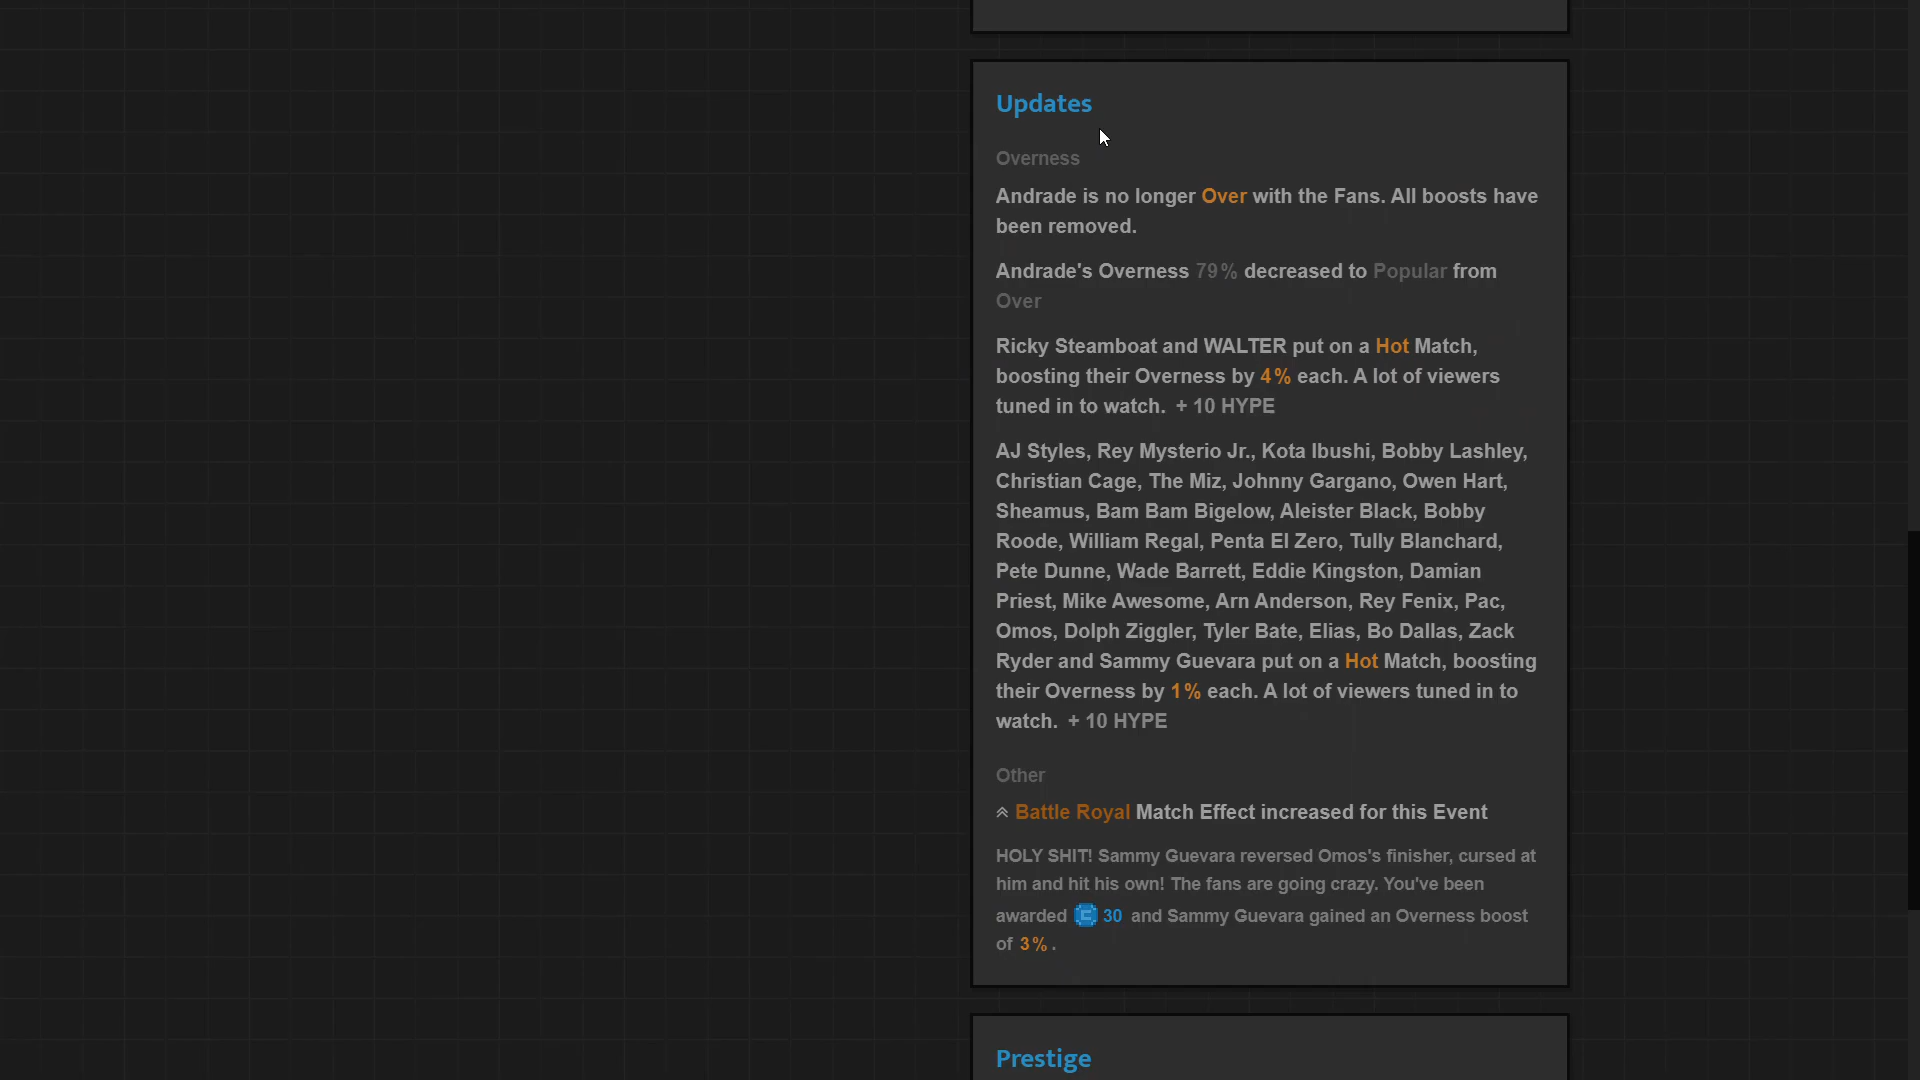 Updates
Overness
Andrade is no longer Over with the Fans. All boosts have
been removed.
Andrade's Overness 79% decreased to Popular from
Over
Ricky Steamboat and WALTER put on a Hot Match,
boosting their Overness by 4% each. A lot of viewers
tuned in to watch. + 10 HYPE
AJ Styles, Rey Mysterio Jr., Kota Ibushi, Bobby Lashley,
Christian Cage, The Miz, Johnny Gargano, Owen Hart,
Sheamus, Bam Bam Bigelow, Aleister Black, Bobby
Roode, William Regal, Penta El Zero, Tully Blanchard,
Pete Dunne, Wade Barrett, Eddie Kingston, Damian
Priest, Mike Awesome, Arn Anderson, Rey Fenix, Pac,
Omos, Dolph Ziggler, Tyler Bate, Elias, Bo Dallas, Zack
Ryder and Sammy Guevara put on a Hot Match, boosting
their Overness by 1% each. A lot of viewers tuned in to
watch. + 10 HYPE
Other
Battle Royal Match Effect increased for this Event
HOLY SHIT! Sammy Guevara reversed Omos's finisher, cursed at
him and hit his own! The fans are going crazy. You've been
awarded 30 and Sammy Guevara gained an Overness boost
of 3%.
Prestige